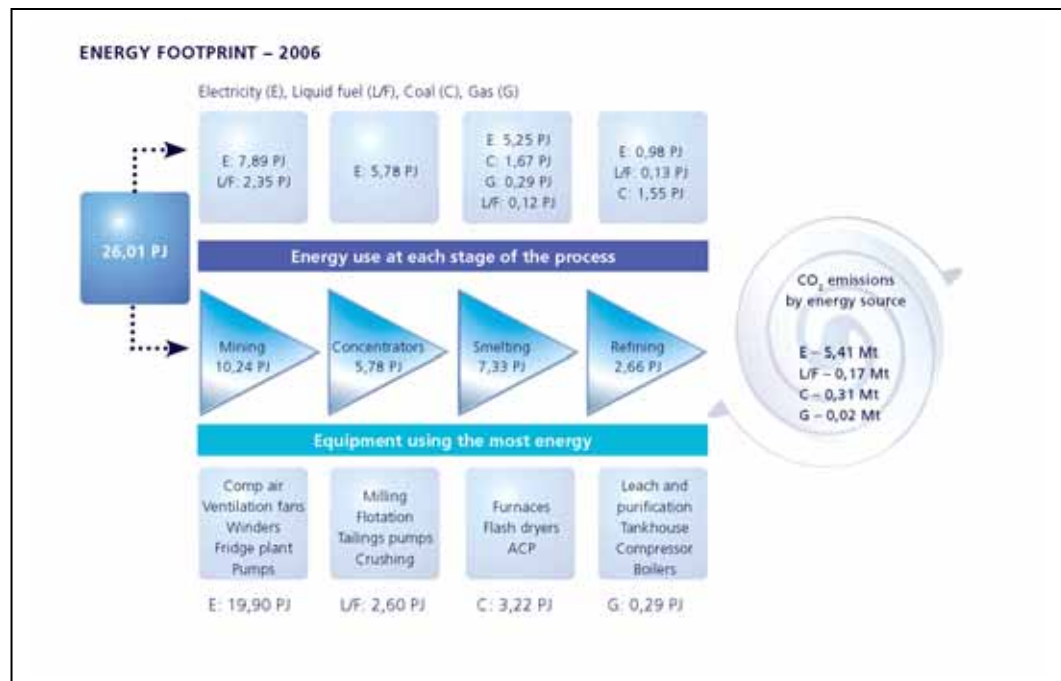 ENERGY FOOTPRINT – 2006
Electricity (E), Liquid fuel (L/F), Coal (C), Gas (G)
E: 7,89 PJ
L/F: 2,35 PJ
E: 5,78 PJ
E: 5,25 PJ
C: 1,67 PJ
G: 0,29 PJ
L/F: 0,12 PJ
E: 0,98 PJ
L/F: 0,13 PJ
C: 1,55 PJ
26,01 PJ
Energy use at each stage of the process
Mining
10,24 PJ
Concentrators
5,78 PJ
Smelting
7,33 PJ
Refining
2,66 PJ
CO₂ emissions
by energy source
E – 5,41 Mt
L/F – 0,17 Mt
C – 0,31 Mt
G – 0,02 Mt
Equipment using the most energy
Comp air
Ventilation fans
Winders
Fridge plant
Pumps
Milling
Flotation
Tailings pumps
Crushing
Furnaces
Flash dryers
ACP
Leach and
purification
Tankhouse
Compressor
Boilers
E: 19,90 PJ
L/F: 2,60 PJ
C: 3,22 PJ
G: 0,29 PJ